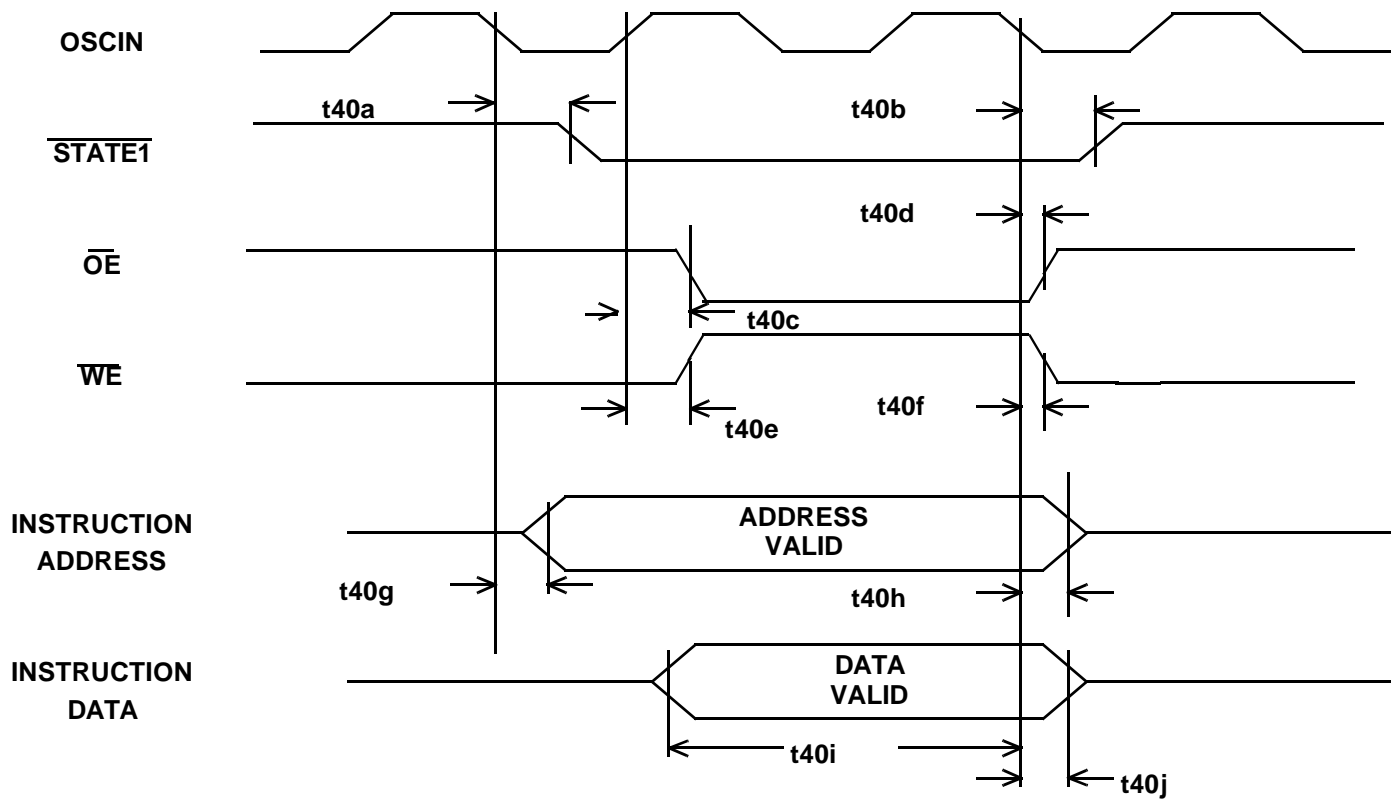 OSCIN
t40a
t40b
STATE1
t40d
OE
t40c
WE
t40f
t40e
INSTRUCTION
ADDRESS
ADDRESS
VALID
t40g
t40h
INSTRUCTION
DATA
DATA
VALID
t40i
t40j